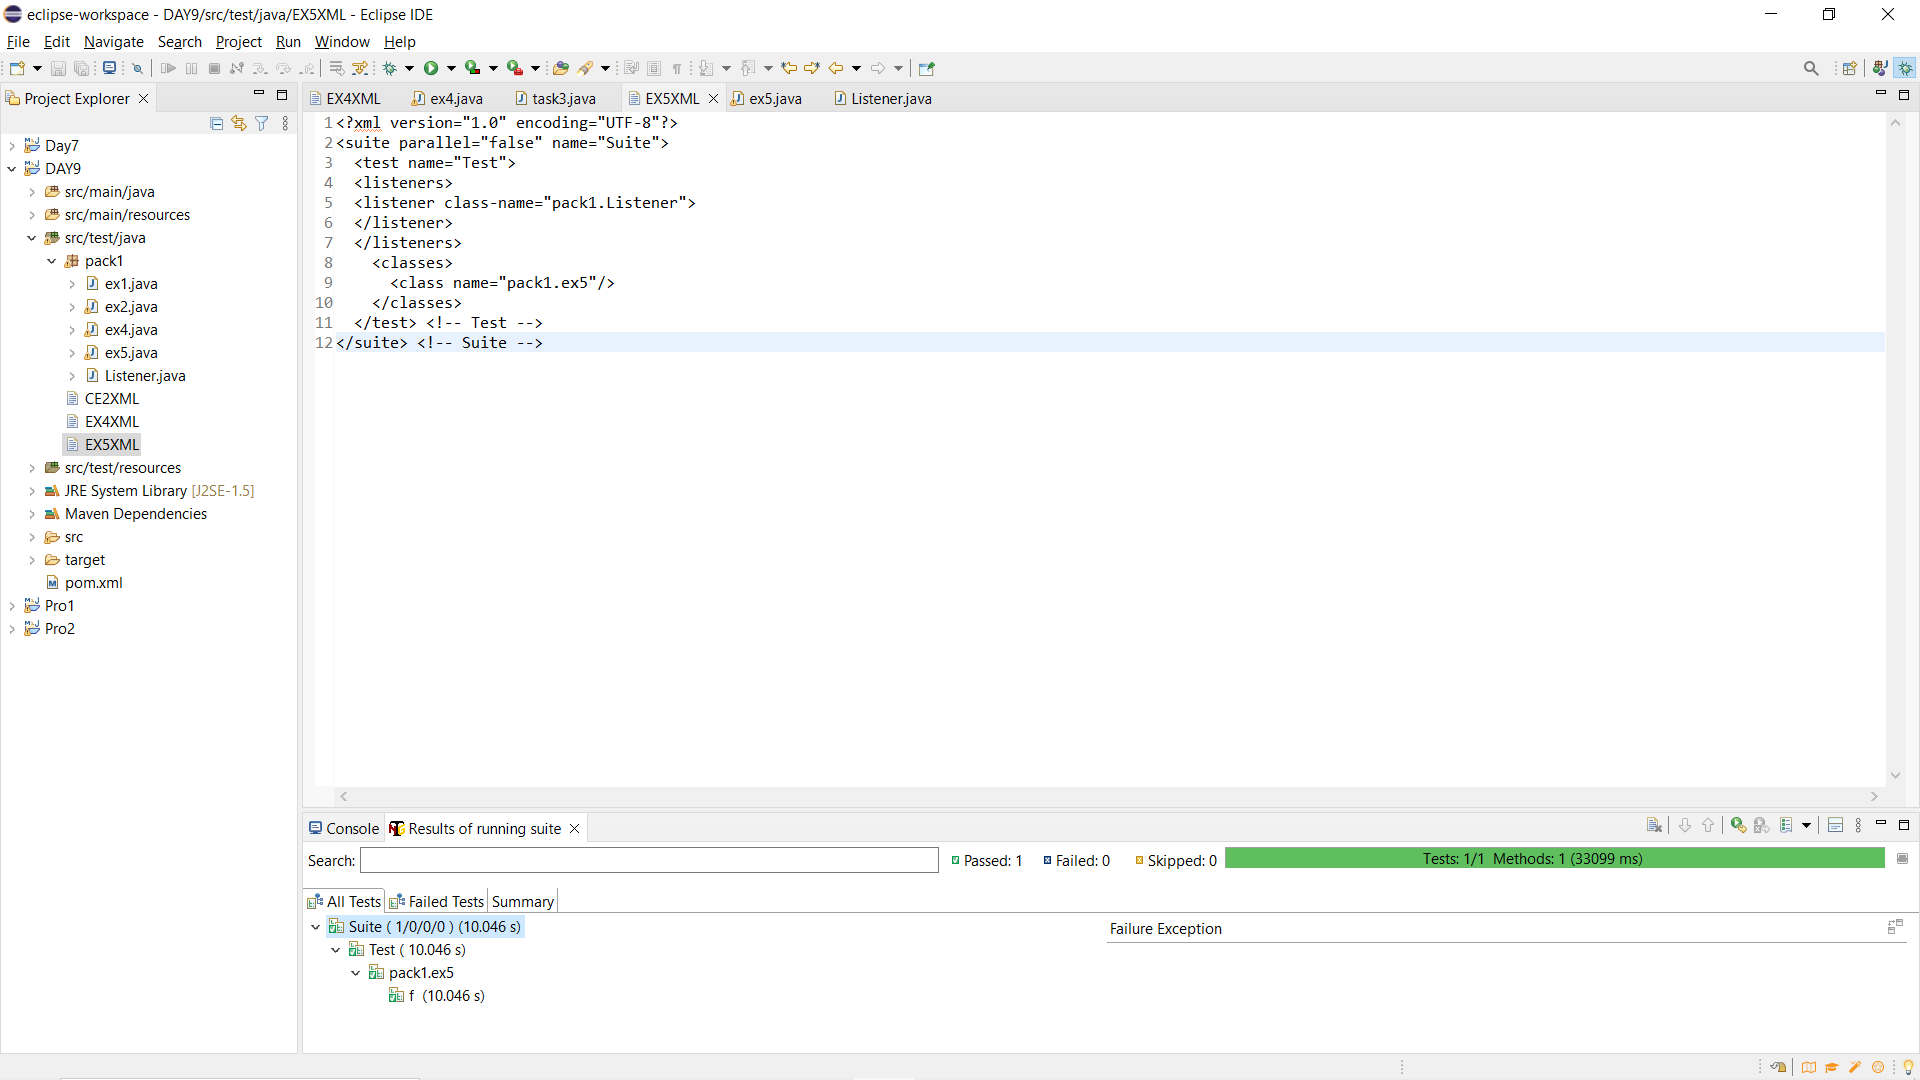 eclipse-workspace - DAY9/src/test/java/EX5XML - Eclipse IDE
File Edit Navigate Search Project Run Window Help
Project Explorer
Day7
DAY9
src/main/java
src/main/resources
src/test/java
pack1
ex1.java
ex2.java
ex4.java
ex5.java
Listener.java
CE2XML
EX4XML
EX5XML
src/test/resources
JRE System Library [J2SE-1.5]
Maven Dependencies
src
target
pom.xml
Pro1
Pro2
EX4XML ex4.java task3.java EX5XML ex5.java Listener.java
1 <?xml version="1.0" encoding="UTF-8"?>
2 <suite parallel="false" name="Suite">
3 <test name="Test">
4 <listeners>
5 <listener class-name="pack1.Listener">
6 </listener>
7 </listeners>
8 <classes>
9 <class name="pack1.ex5"/>
10 </classes>
11 </test> <!-- Test -->
12 </suite> <!-- Suite -->
Console Results of running suite
Search: Passed: 1 Failed: 0 Skipped: 0 Tests: 1/1 Methods: 1 (33099 ms)
All Tests Failed Tests Summary
Suite ( 1/0/0/0 ) (10.046 s)
Test ( 10.046 s)
pack1.ex5
f (10.046 s)
Failure Exception